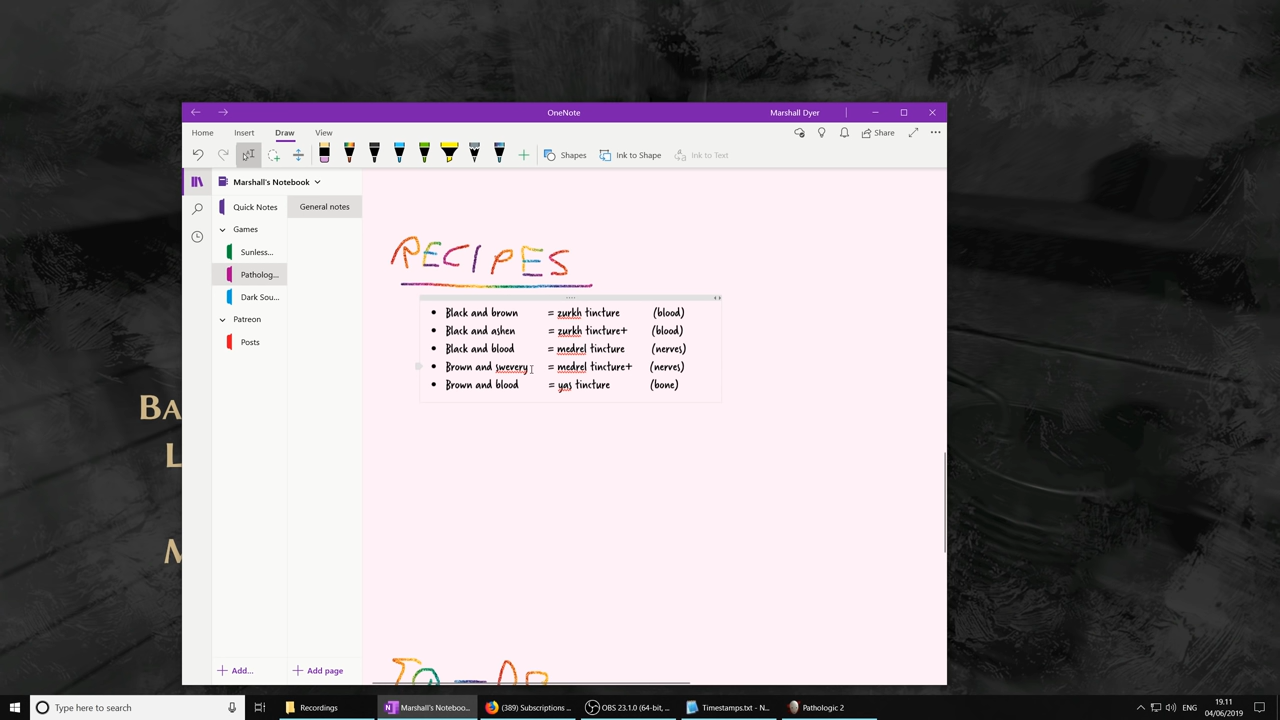 OneNote
Marshall Dyer
Home Insert Draw View
Share
Shapes Ink to Shape Ink to Text
Marshall's Notebook
Quick Notes
General notes
Games
Sunless...
Patholog...
Dark Sou...
Patreon
Posts
RECIPES
Black and brown = zurkh tincture (blood)
Black and ashen = zurkh tincture+ (blood)
Black and blood = medrel tincture (nerves)
Brown and swevery = medrel tincture+ (nerves)
Brown and blood = yas tincture (bone)
BA
L
M
Add... Add page
Type here to search
Recordings
Marshall's Noteboo...
(389) Subscriptions ...
OBS 23.1.0 (64-bit, ...
Timestamps.txt - N...
Pathologic 2
ENG
19.11
04/06/2019